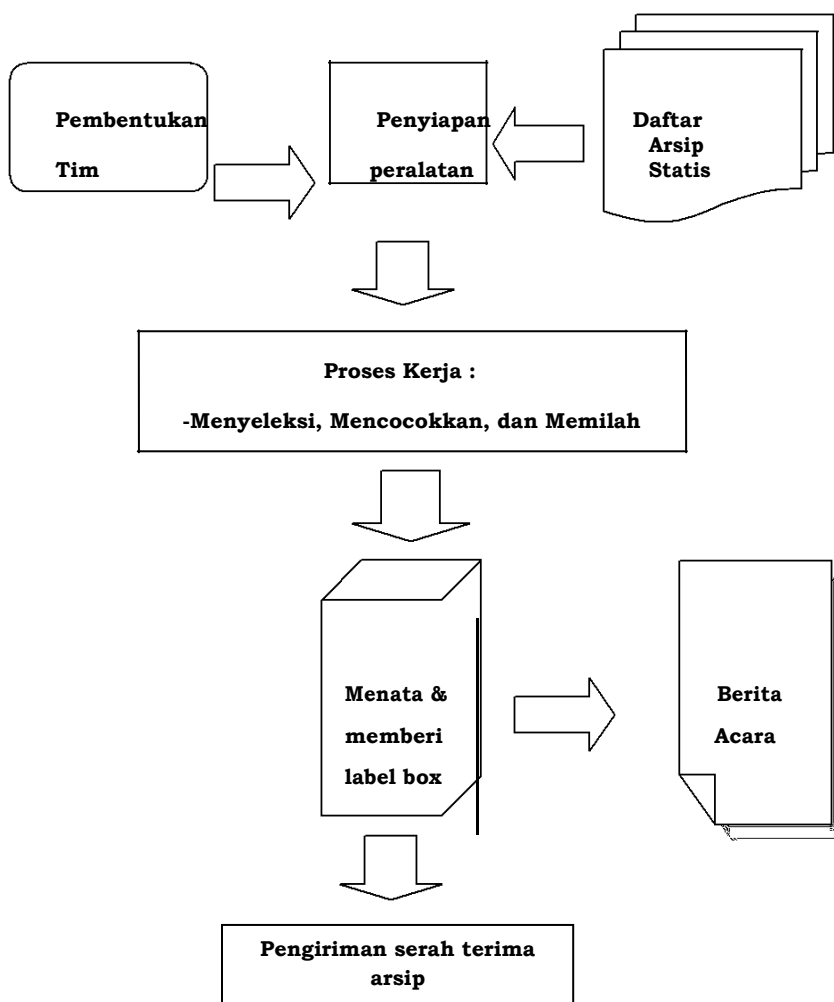 Pembentukan
Tim
Penyiapan
peralatan
Daftar
Arsip
Statis
Proses Kerja :
-Menyeleksi, Mencocokkan, dan Memilah
Menata &
memberi
label box
Berita
Acara
Pengiriman serah terima
arsip